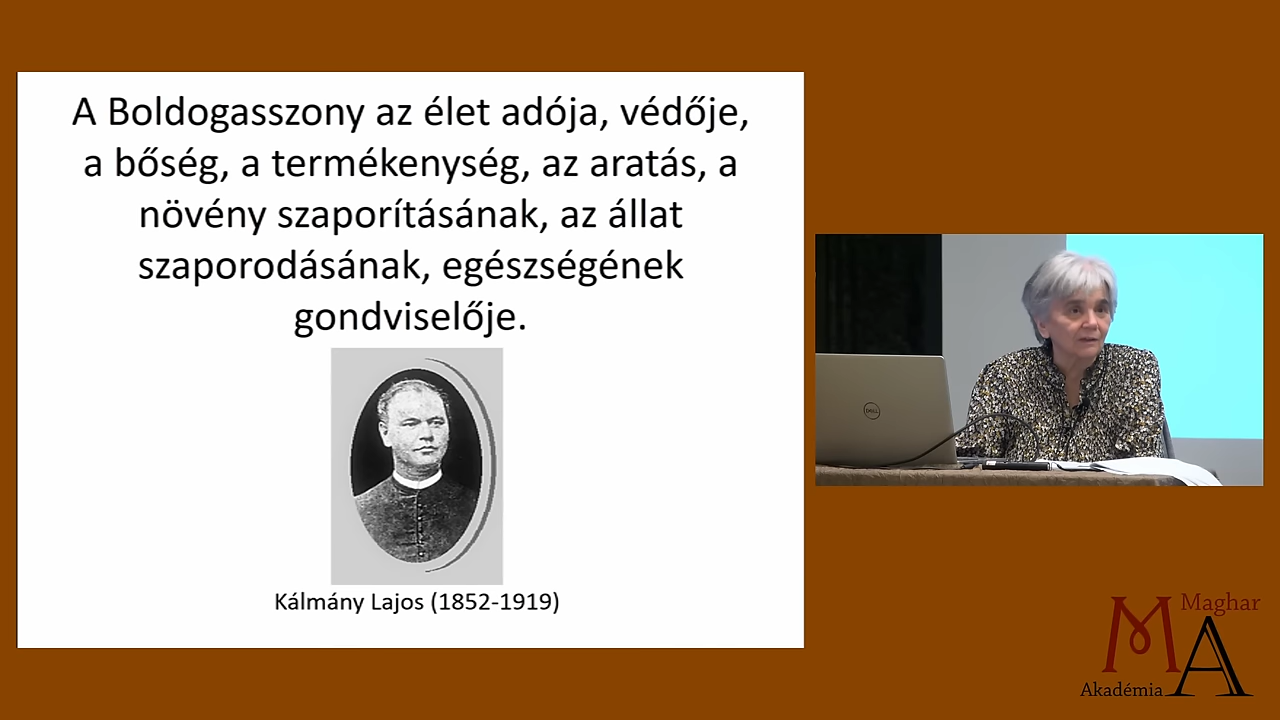 A Boldogasszony az élet adója, védője,
a bőség, a termékenység, az aratás, a
növény szaporításának, az állat
szaporodásának, egészségének
gondviselője.
Kálmány Lajos (1852-1919)
DELL
Maghar
MA
Akadémia